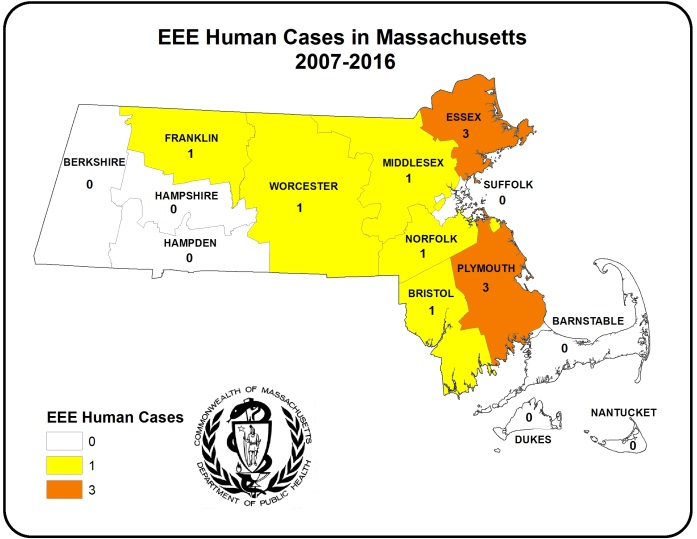 EEE Human Cases in Massachusetts
2007-2016
ESSEX
3
FRANKLIN
1
BERKSHIRE
0
MIDDLESEX
1
WORCESTER
1
SUFFOLK
0
HAMPSHIRE
0
HAMPDEN
0
NORFOLK
1
PLYMOUTH
3
BRISTOL
1
BARNSTABLE
0
NANTUCKET
0
0
DUKES
EEE Human Cases
0
1
3
COMMONWEALTH OF MASSACHUSETTS
DEPARTMENT OF PUBLIC HEALTH